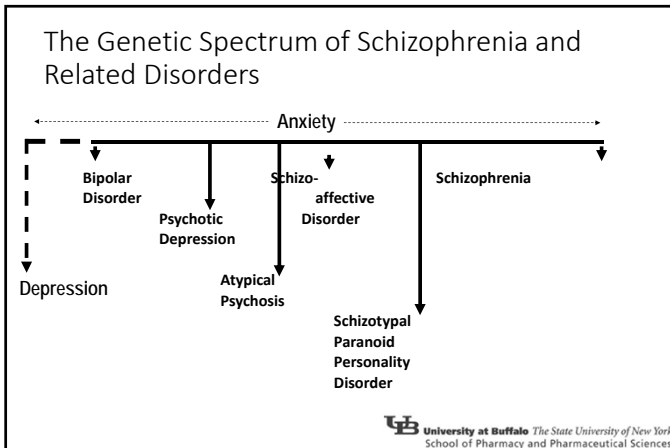 The Genetic Spectrum of Schizophrenia and
Related Disorders
Anxiety
Bipolar
Disorder
Schizo-
affective
Disorder
Schizophrenia
Psychotic
Depression
Atypical
Psychosis
Depression
Schizotypal
Paranoid
Personality
Disorder
UB University at Buffalo The State University of New York
School of Pharmacy and Pharmaceutical Sciences